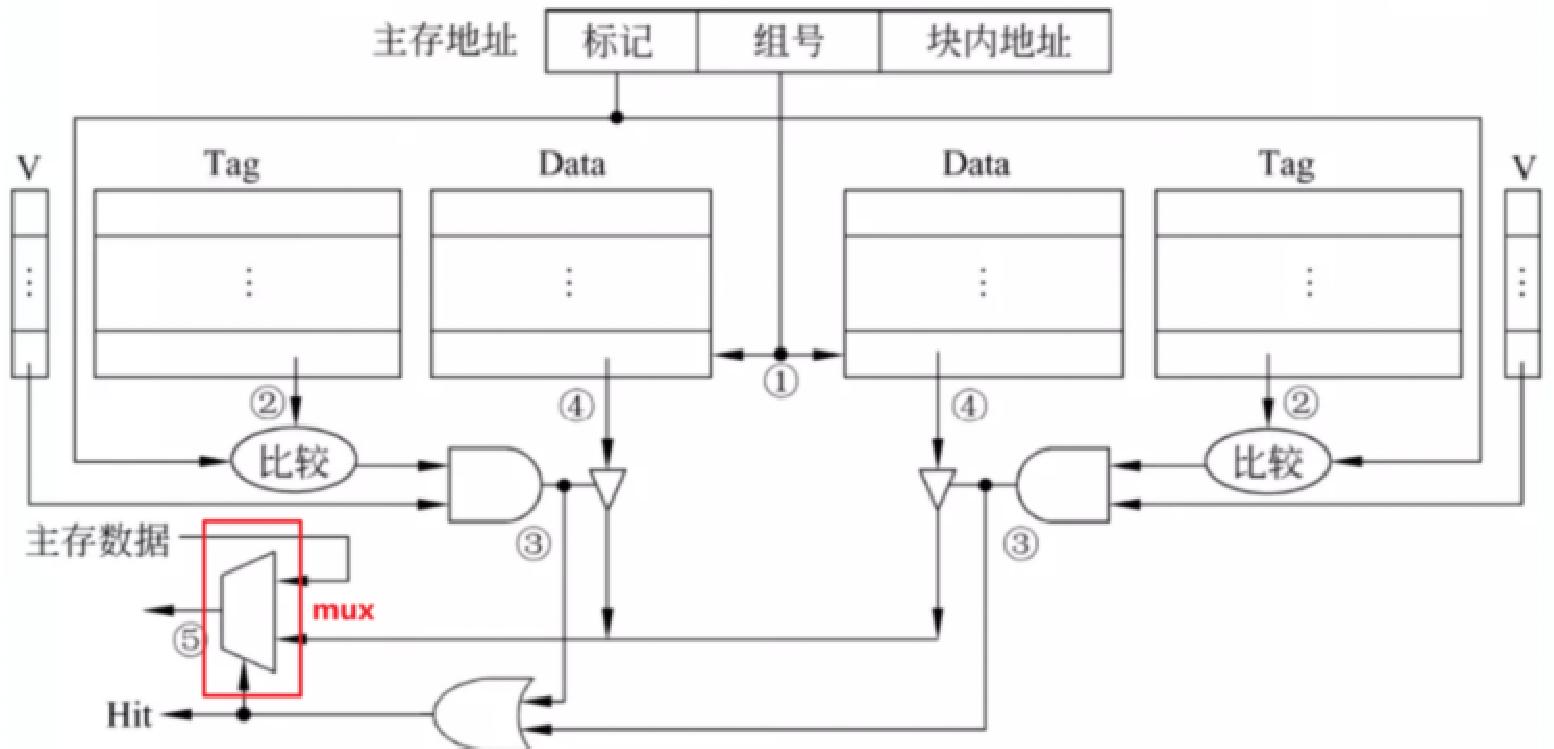 主存地址 标记 组号 块内地址
V Tag Data Data Tag V
⋮ ⋮ ⋮ ⋮ ⋮ ⋮
①
② ④ ④ ②
比较 比较
③ ③
主存数据
mux
⑤
Hit